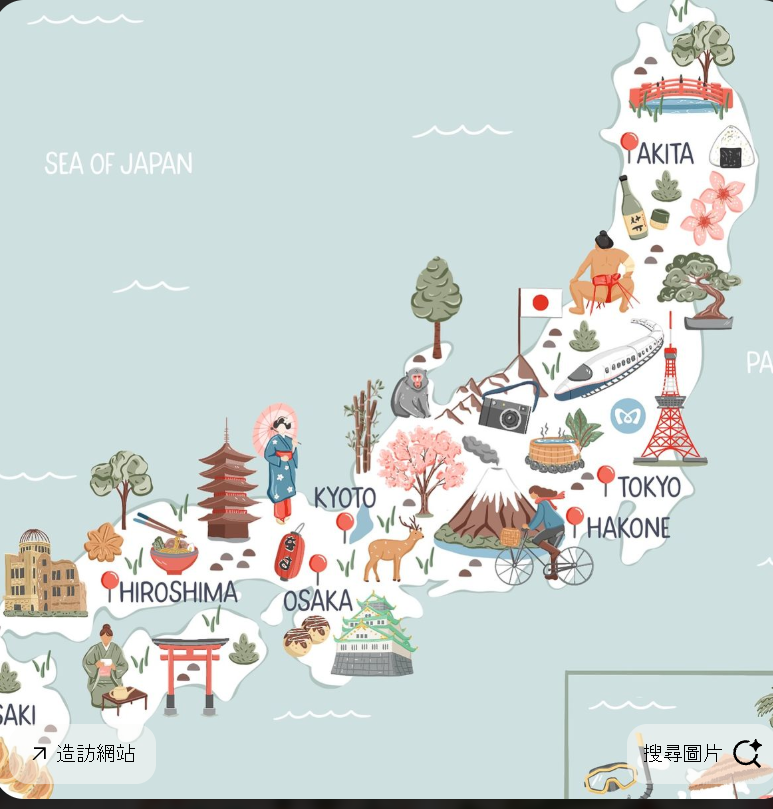 SEA OF JAPAN
AKITA
PA
KYOTO
TOKYO
HAKONE
HIROSHIMA
OSAKA
SAKI
造訪網站
搜尋圖片